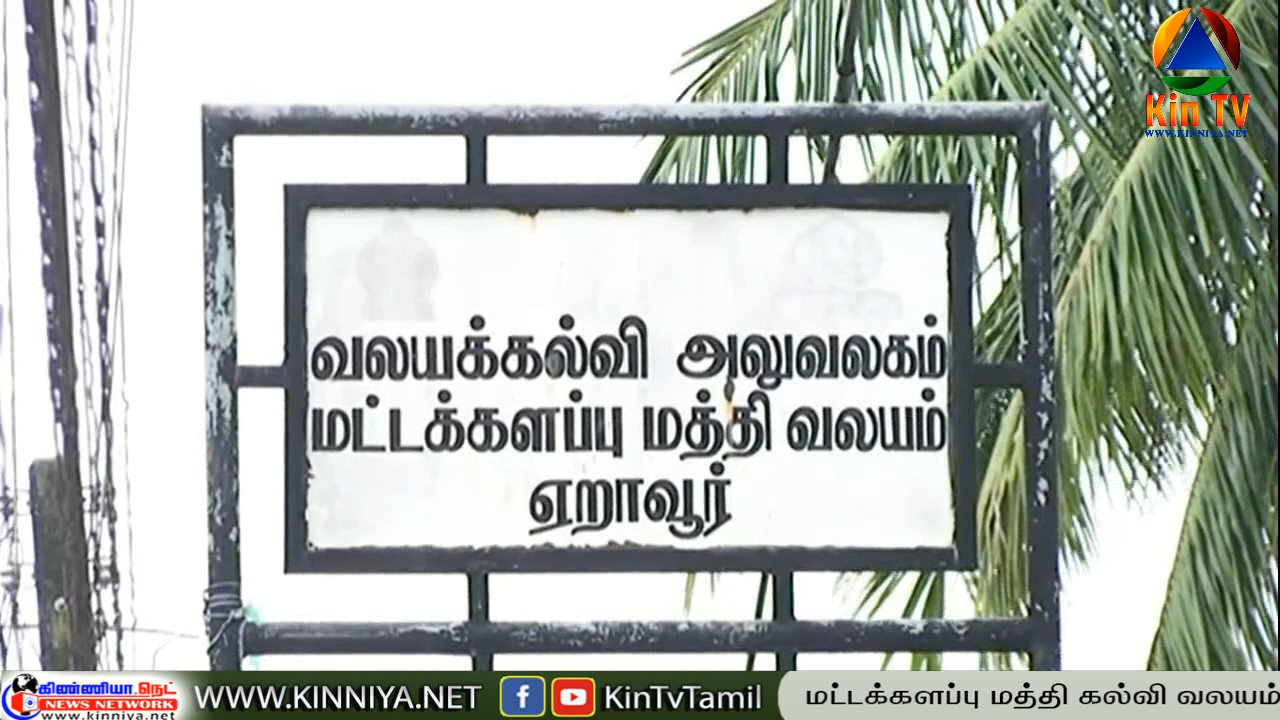 Kin TV
WWW.KINNIYA.NET
வலயக்கல்வி அலுவலகம்
மட்டக்களப்பு மத்தி வலயம்
ஏறாவூர்
கிண்ணியா.நெட்
NEWS NETWORK
www.kinniya.net
WWW.KINNIYA.NET
KinTvTamil
மட்டக்களப்பு மத்தி கல்வி வலயம்